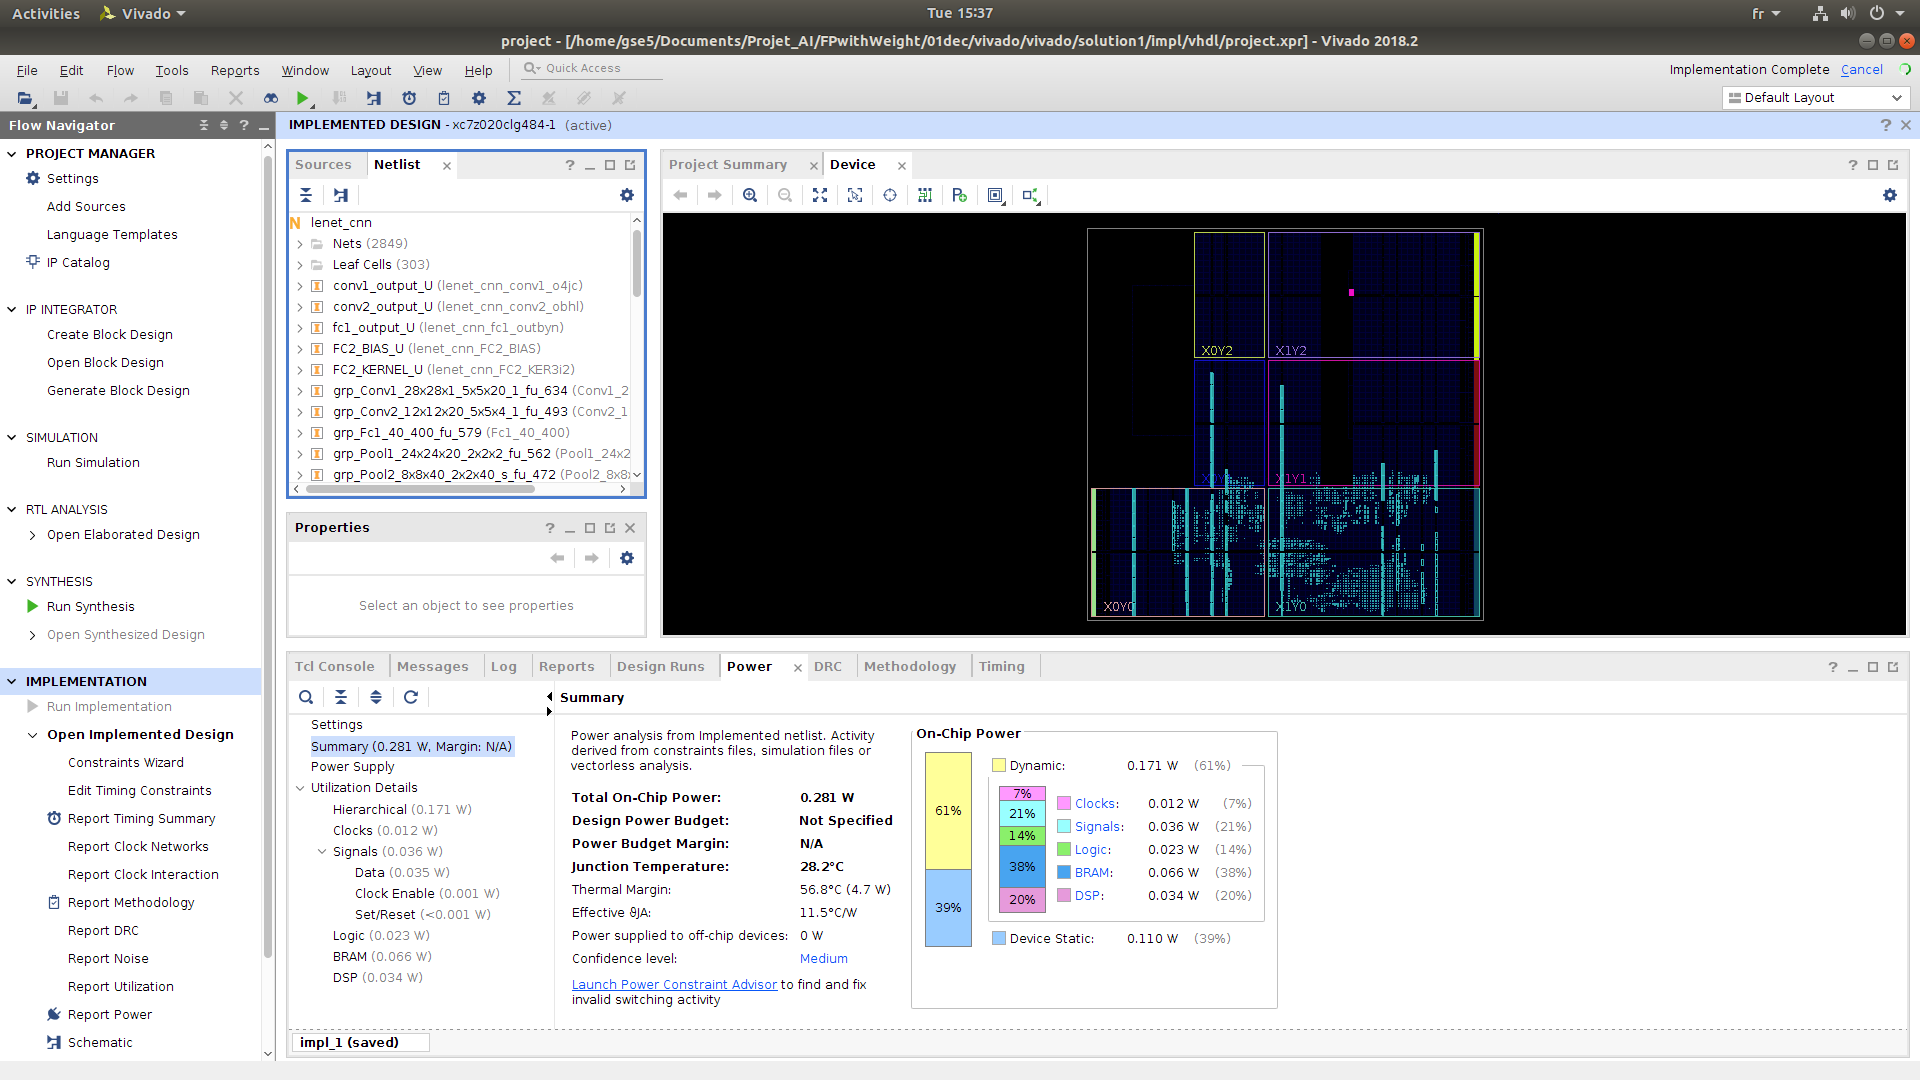 Activities Vivado Tue 15:37 fr
project - [/home/gse5/Documents/Projet_AI/FPwithWeight/01dec/vivado/vivado/solution1/impl/vhdl/project.xpr] - Vivado 2018.2
File Edit Flow Tools Reports Window Layout View Help Quick Access Implementation Complete Cancel
Default Layout
Flow Navigator
PROJECT MANAGER
Settings
Add Sources
Language Templates
IP Catalog
IP INTEGRATOR
Create Block Design
Open Block Design
Generate Block Design
SIMULATION
Run Simulation
RTL ANALYSIS
Open Elaborated Design
SYNTHESIS
Run Synthesis
Open Synthesized Design
IMPLEMENTATION
Run Implementation
Open Implemented Design
Constraints Wizard
Edit Timing Constraints
Report Timing Summary
Report Clock Networks
Report Clock Interaction
Report Methodology
Report DRC
Report Noise
Report Utilization
Report Power
Schematic
IMPLEMENTED DESIGN - xc7z020clg484-1 (active)
Sources Netlist
N lenet_cnn
Nets (2849)
Leaf Cells (303)
conv1_output_U (lenet_cnn_conv1_o4jc)
conv2_output_U (lenet_cnn_conv2_obhl)
fc1_output_U (lenet_cnn_fc1_outbyn)
FC2_BIAS_U (lenet_cnn_FC2_BIAS)
FC2_KERNEL_U (lenet_cnn_FC2_KER3i2)
grp_Conv1_28x28x1_5x5x20_1_fu_634 (Conv1_2
grp_Conv2_12x12x20_5x5x4_1_fu_493 (Conv2_1
grp_Fc1_40_400_fu_579 (Fc1_40_400)
grp_Pool1_24x24x20_2x2x2_fu_562 (Pool1_24x2
grp_Pool2_8x8x40_2x2x40_s_fu_472 (Pool2_8x8x
Properties
Select an object to see properties
Project Summary Device
X0Y2 X1Y2
X1Y1
X0Y0 X1Y0
Tcl Console Messages Log Reports Design Runs Power DRC Methodology Timing
Settings
Summary (0.281 W, Margin: N/A)
Power Supply
Utilization Details
Hierarchical (0.171 W)
Clocks (0.012 W)
Signals (0.036 W)
Data (0.035 W)
Clock Enable (0.001 W)
Set/Reset (<0.001 W)
Logic (0.023 W)
BRAM (0.066 W)
DSP (0.034 W)
Summary
Power analysis from Implemented netlist. Activity
derived from constraints files, simulation files or
vectorless analysis.
Total On-Chip Power: 0.281 W
Design Power Budget: Not Specified
Power Budget Margin: N/A
Junction Temperature: 28.2°C
Thermal Margin: 56.8°C (4.7 W)
Effective ϑJA: 11.5°C/W
Power supplied to off-chip devices: 0 W
Confidence level: Medium
Launch Power Constraint Advisor to find and fix
invalid switching activity
On-Chip Power
61%
39%
Dynamic: 0.171 W (61%)
7% Clocks: 0.012 W (7%)
21% Signals: 0.036 W (21%)
14% Logic: 0.023 W (14%)
38% BRAM: 0.066 W (38%)
20% DSP: 0.034 W (20%)
Device Static: 0.110 W (39%)
impl_1 (saved)